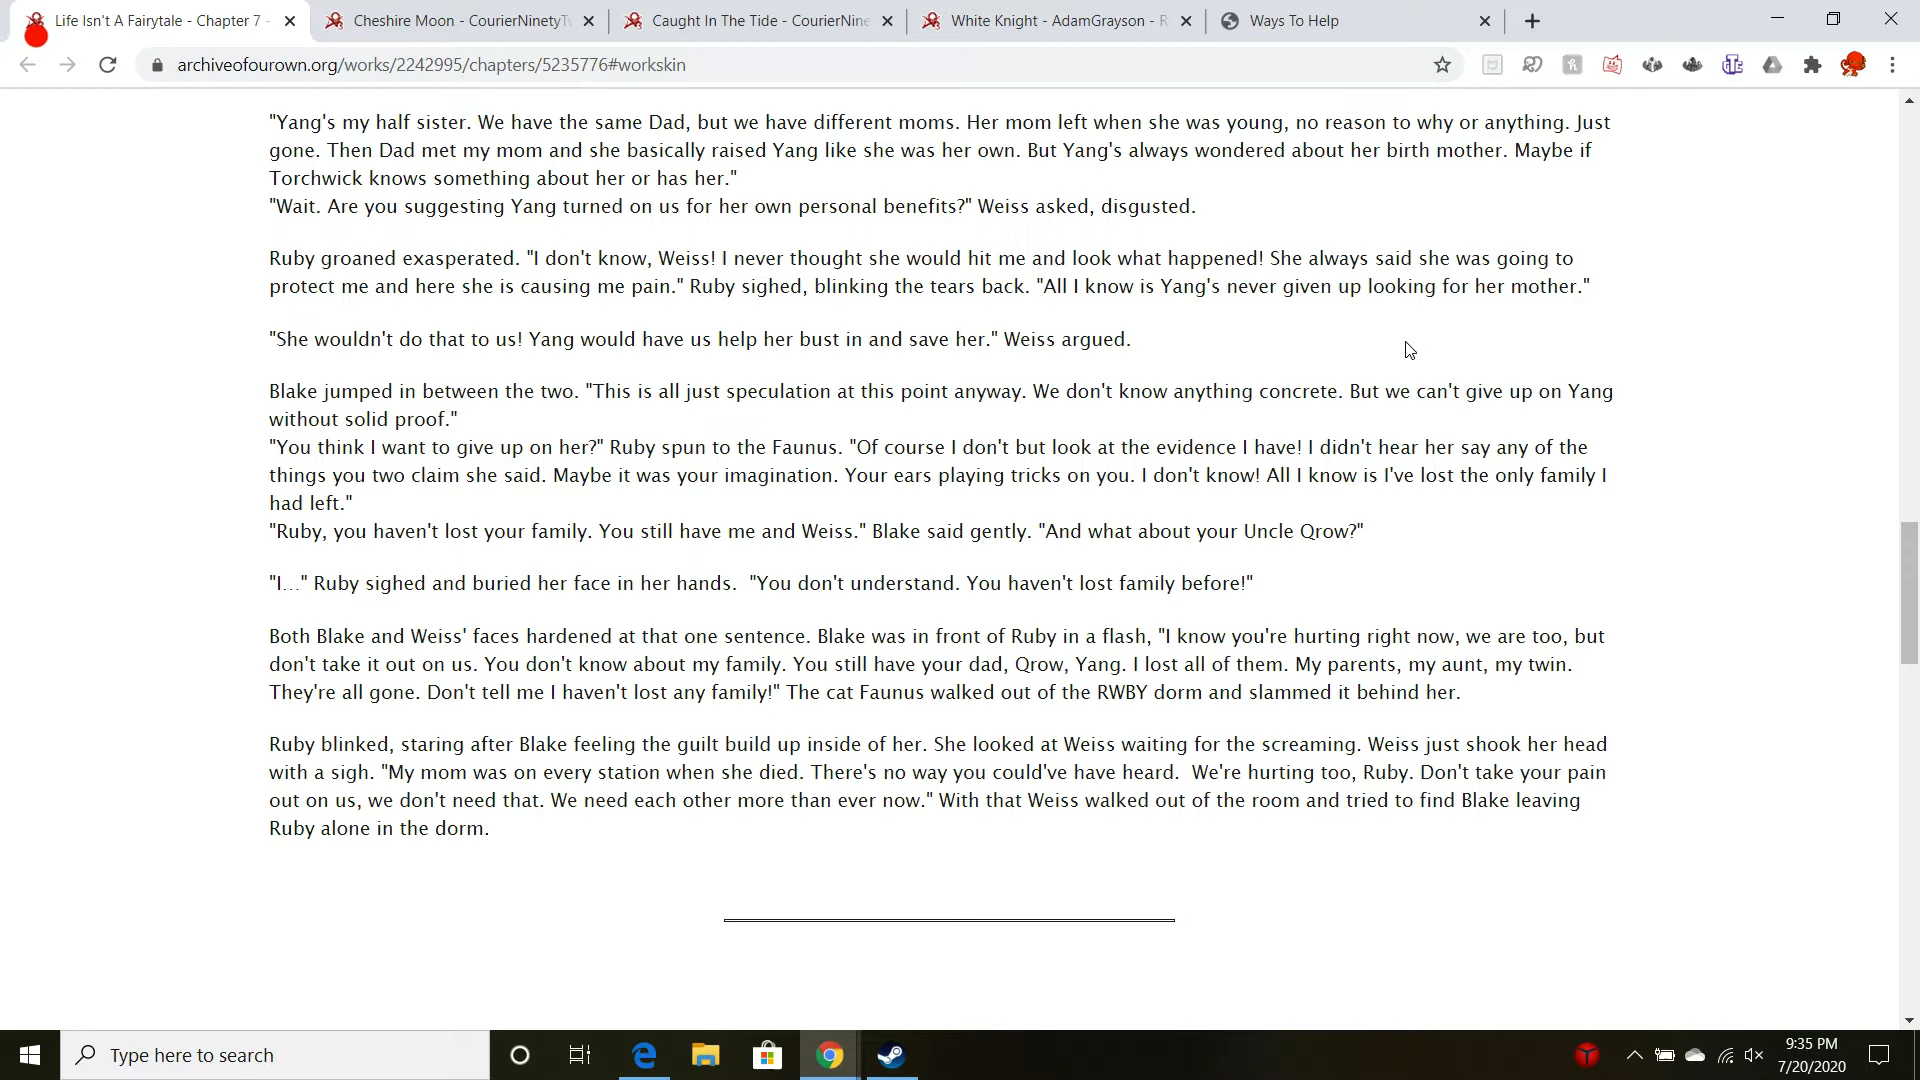 Life Isn't A Fairytale - Chapter 7 -
Cheshire Moon - CourierNinetyTw
Caught In The Tide - CourierNine
White Knight - AdamGrayson - R
Ways To Help
archiveofourown.org/works/2242995/chapters/5235776#workskin
"Yang's my half sister. We have the same Dad, but we have different moms. Her mom left when she was young, no reason to why or anything. Just
gone. Then Dad met my mom and she basically raised Yang like she was her own. But Yang's always wondered about her birth mother. Maybe if
Torchwick knows something about her or has her."
"Wait. Are you suggesting Yang turned on us for her own personal benefits?" Weiss asked, disgusted.
Ruby groaned exasperated. "I don't know, Weiss! I never thought she would hit me and look what happened! She always said she was going to
protect me and here she is causing me pain." Ruby sighed, blinking the tears back. "All I know is Yang's never given up looking for her mother."
"She wouldn't do that to us! Yang would have us help her bust in and save her." Weiss argued.
Blake jumped in between the two. "This is all just speculation at this point anyway. We don't know anything concrete. But we can't give up on Yang
without solid proof."
"You think I want to give up on her?" Ruby spun to the Faunus. "Of course I don't but look at the evidence I have! I didn't hear her say any of the
things you two claim she said. Maybe it was your imagination. Your ears playing tricks on you. I don't know! All I know is I've lost the only family I
had left."
"Ruby, you haven't lost your family. You still have me and Weiss." Blake said gently. "And what about your Uncle Qrow?"
"I…" Ruby sighed and buried her face in her hands.  "You don't understand. You haven't lost family before!"
Both Blake and Weiss' faces hardened at that one sentence. Blake was in front of Ruby in a flash, "I know you're hurting right now, we are too, but
don't take it out on us. You don't know about my family. You still have your dad, Qrow, Yang. I lost all of them. My parents, my aunt, my twin.
They're all gone. Don't tell me I haven't lost any family!" The cat Faunus walked out of the RWBY dorm and slammed it behind her.
Ruby blinked, staring after Blake feeling the guilt build up inside of her. She looked at Weiss waiting for the screaming. Weiss just shook her head
with a sigh. "My mom was on every station when she died. There's no way you could've have heard.  We're hurting too, Ruby. Don't take your pain
out on us, we don't need that. We need each other more than ever now." With that Weiss walked out of the room and tried to find Blake leaving
Ruby alone in the dorm.
Type here to search
9:35 PM
7/20/2020